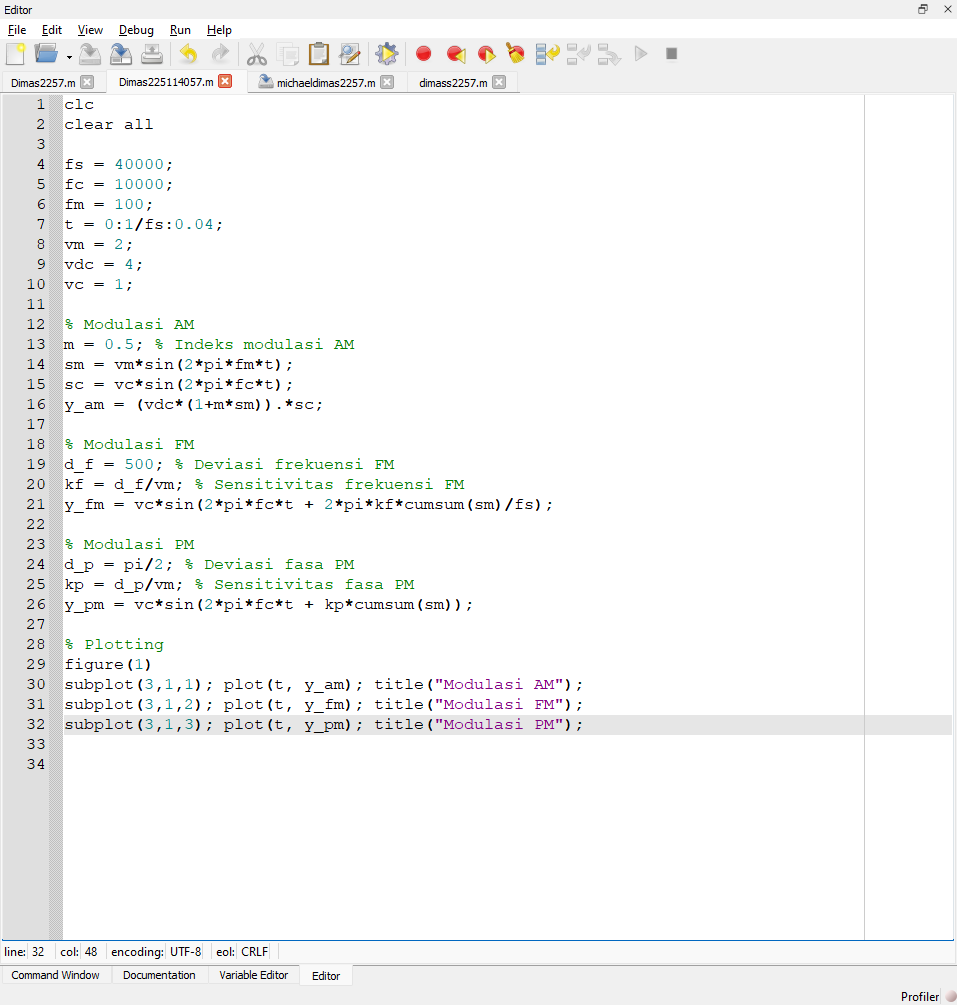 Editor
File Edit View Debug Run Help
Dimas2257.m Dimas225114057.m michaeldimas2257.m dimass2257.m
1 clc
2 clear all
3
4 fs = 40000;
5 fc = 10000;
6 fm = 100;
7 t = 0:1/fs:0.04;
8 vm = 2;
9 vdc = 4;
10 vc = 1;
11
12 % Modulasi AM
13 m = 0.5; % Indeks modulasi AM
14 sm = vm*sin(2*pi*fm*t);
15 sc = vc*sin(2*pi*fc*t);
16 y_am = (vdc*(1+m*sm)).*sc;
17
18 % Modulasi FM
19 d_f = 500; % Deviasi frekuensi FM
20 kf = d_f/vm; % Sensitivitas frekuensi FM
21 y_fm = vc*sin(2*pi*fc*t + 2*pi*kf*cumsum(sm)/fs);
22
23 % Modulasi PM
24 d_p = pi/2; % Deviasi fasa PM
25 kp = d_p/vm; % Sensitivitas fasa PM
26 y_pm = vc*sin(2*pi*fc*t + kp*cumsum(sm));
27
28 % Plotting
29 figure(1)
30 subplot(3,1,1); plot(t, y_am); title("Modulasi AM");
31 subplot(3,1,2); plot(t, y_fm); title("Modulasi FM");
32 subplot(3,1,3); plot(t, y_pm); title("Modulasi PM");
33
34
line: 32 col: 48 encoding: UTF-8 eol: CRLF
Command Window Documentation Variable Editor Editor
Profiler